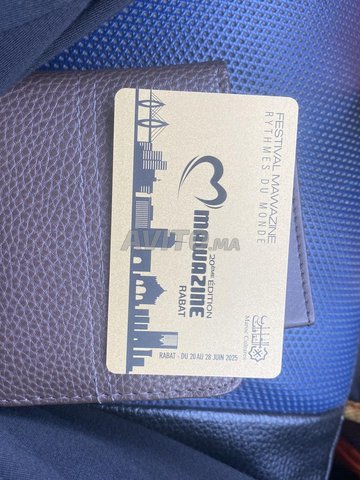 FESTIVAL MAWAZINE
RYTHMES DU MONDE
20ÈME ÉDITION
MAWAZINE
RABAT
RABAT - DU 20 AU 28 JUIN 2025
Maroc Cultures
AVITO.MA